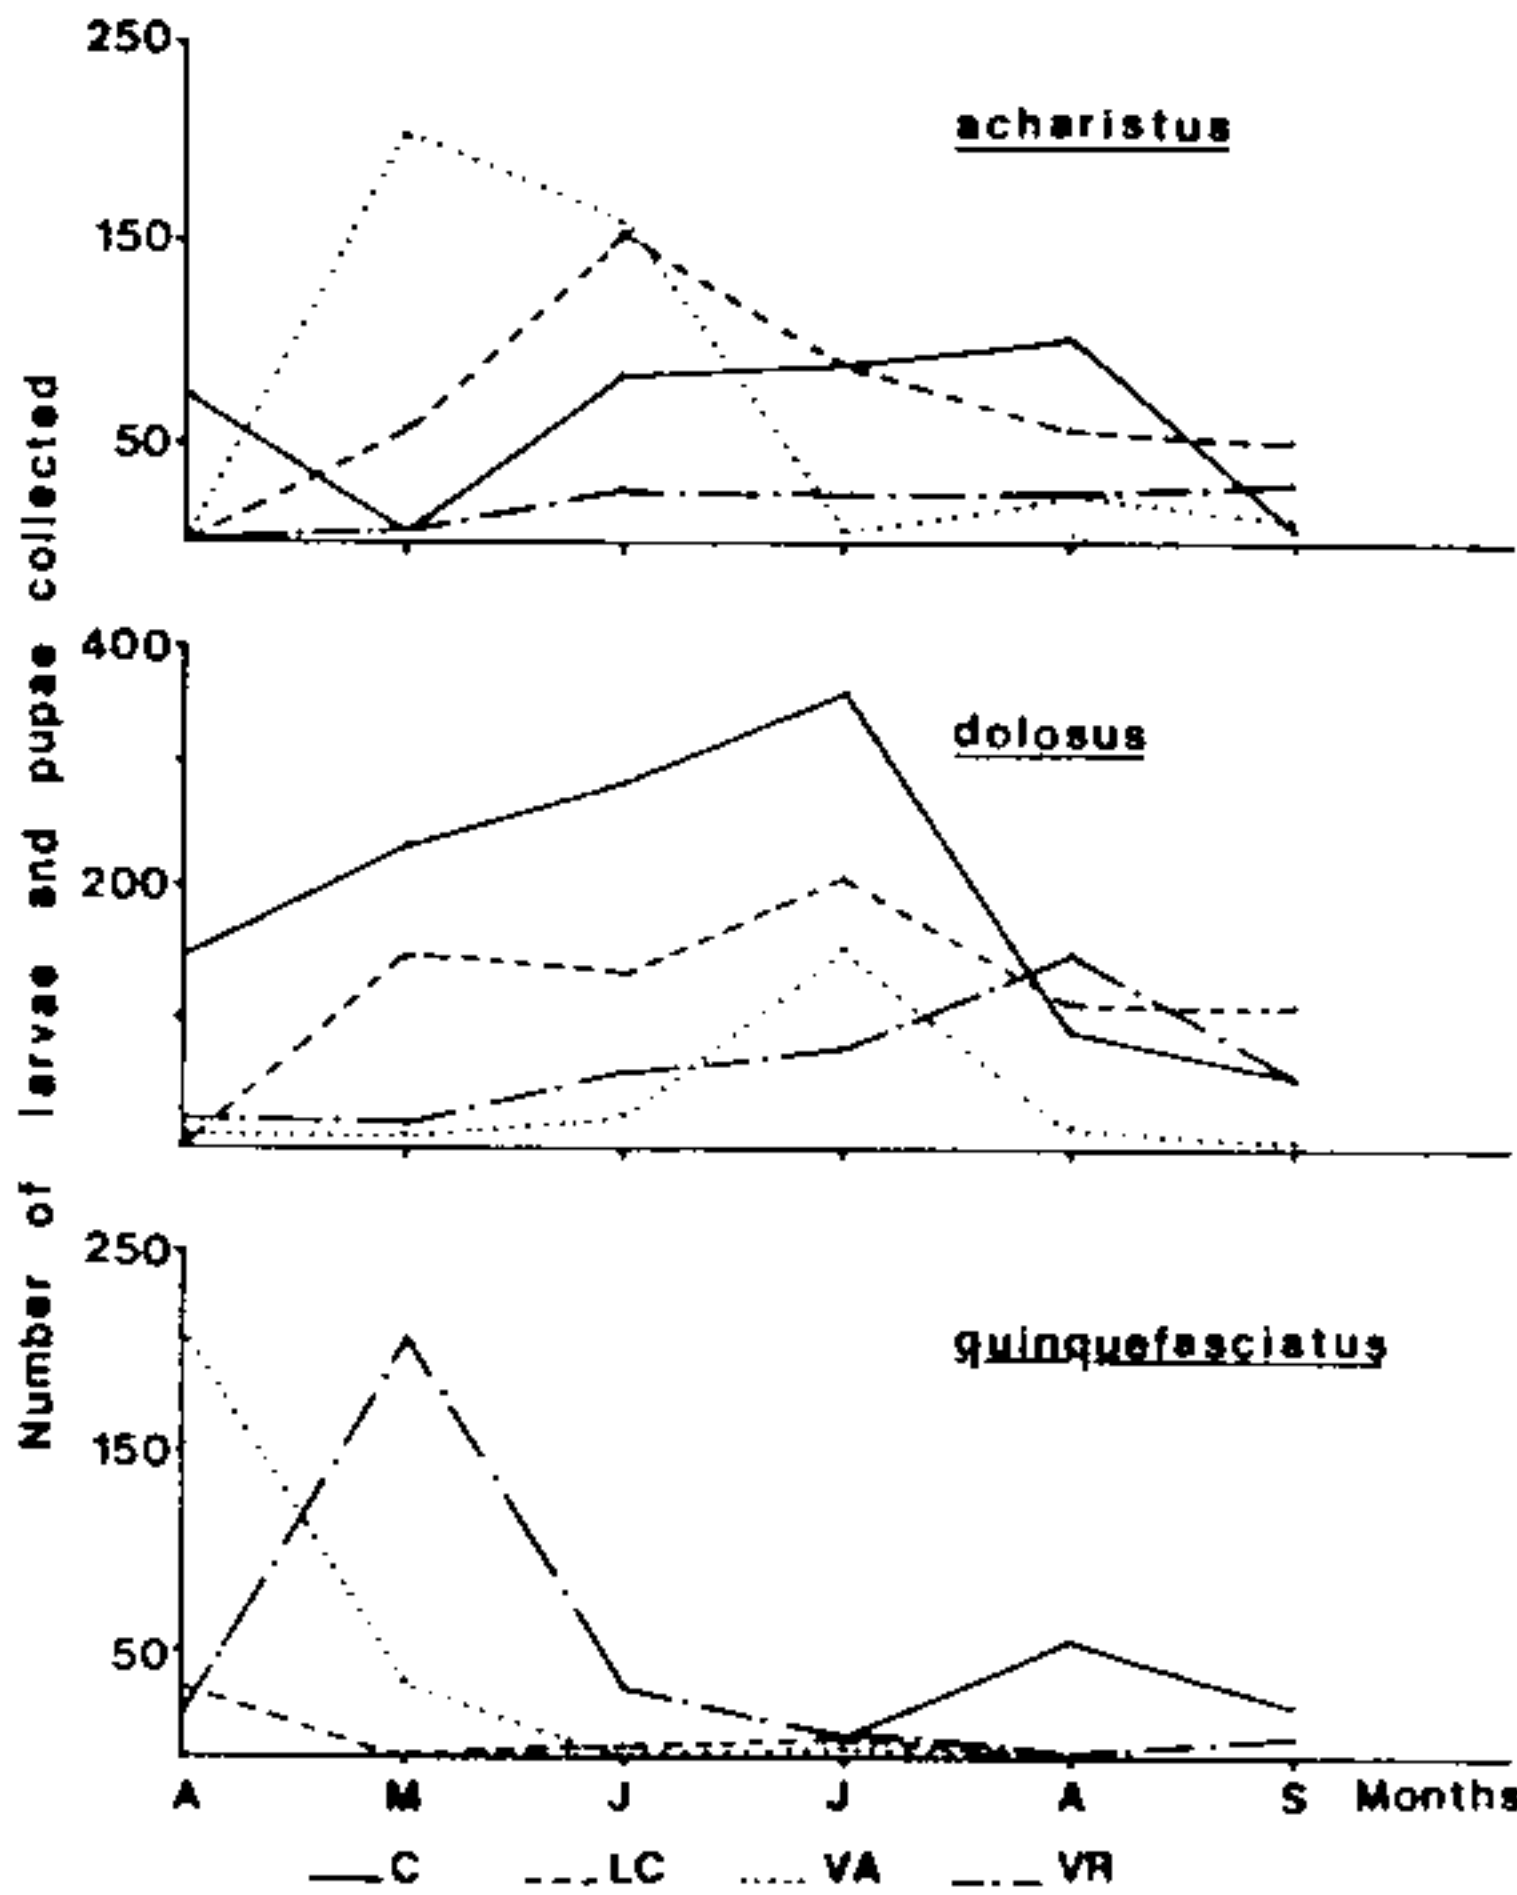 250
acharistus
150
50
Number of larvae and pupae collected
400
dolosus
200
250
quinquefasciatus
150
50
A M J J A S Months
C LC VA VR